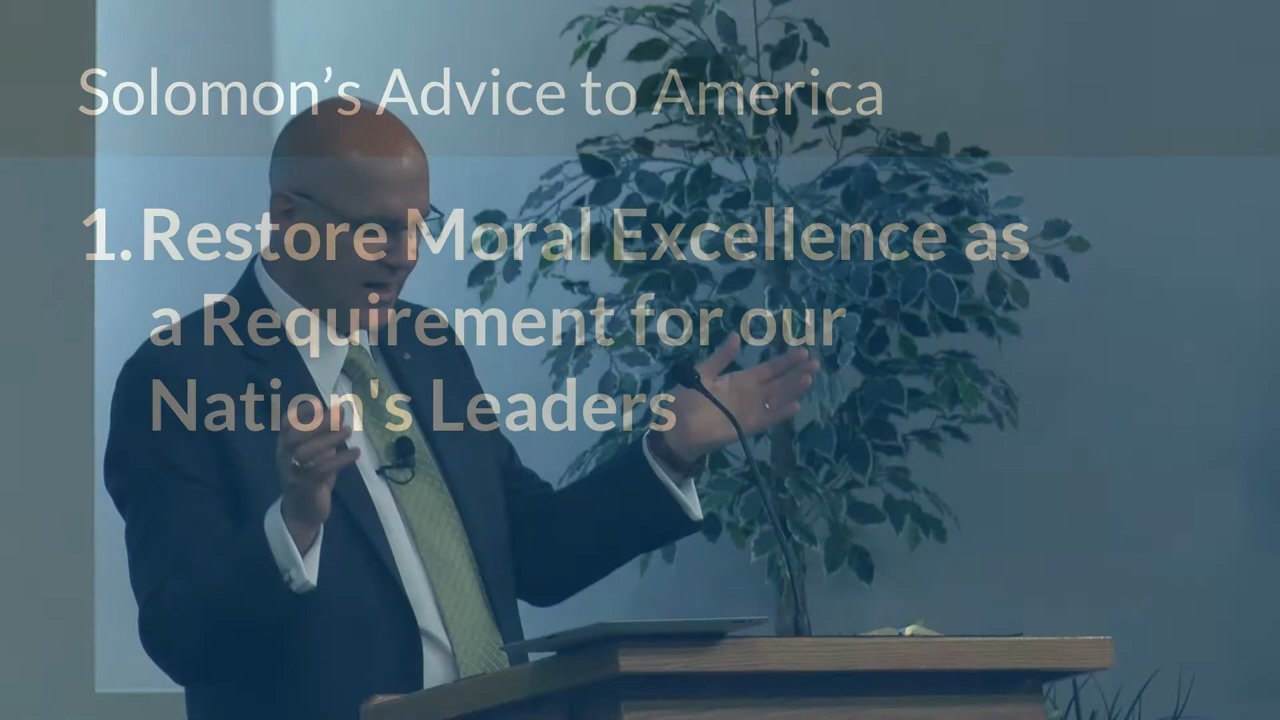 Solomon’s Advice to America
1. Restore Moral Excellence as
a Requirement for our
Nation's Leaders